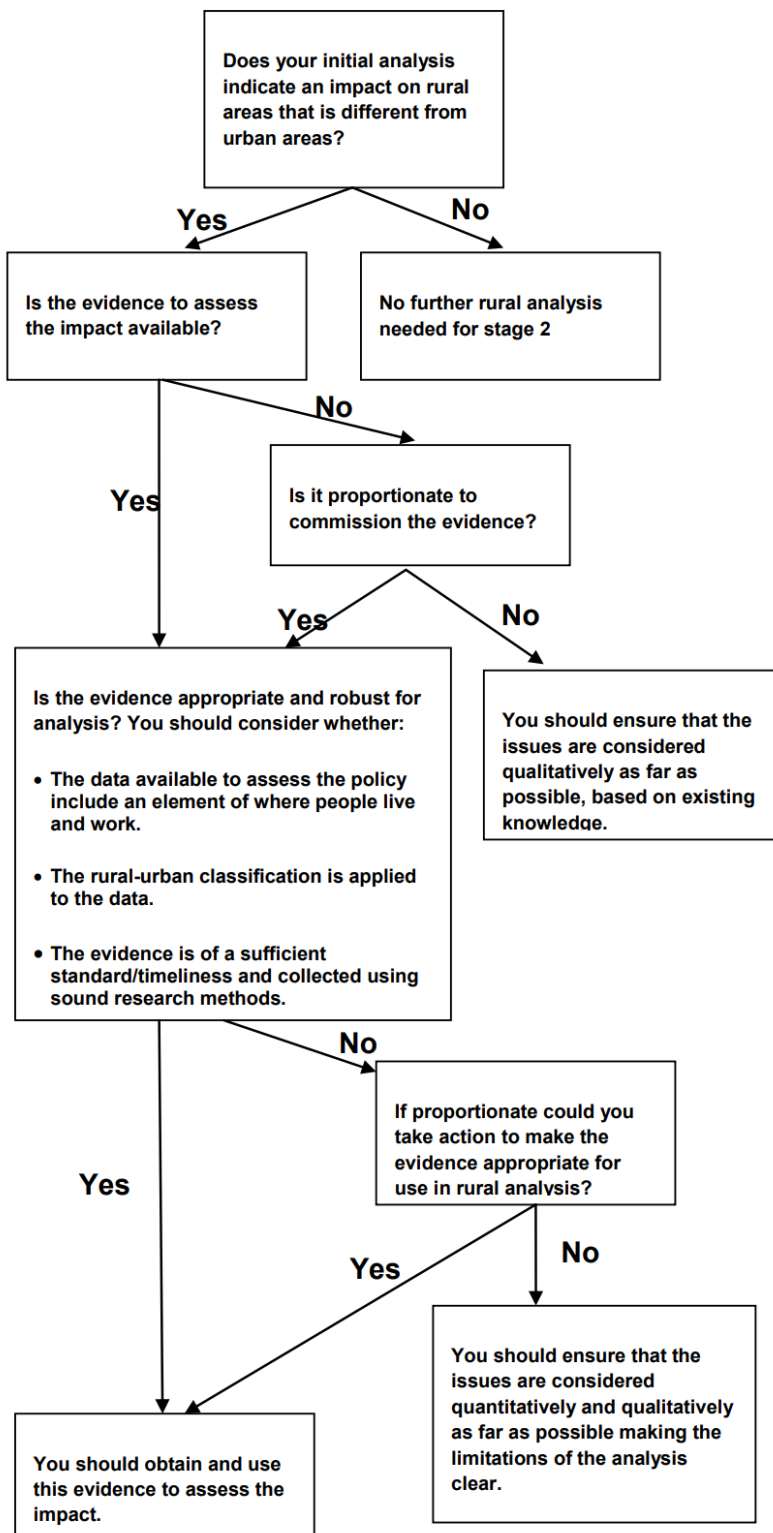 Does your initial analysis
indicate an impact on rural
areas that is different from
urban areas?
Yes
No
Is the evidence to assess
the impact available?
No further rural analysis
needed for stage 2
No
Yes
Is it proportionate to
commission the evidence?
Yes
No
Is the evidence appropriate and robust for
analysis? You should consider whether:
• The data available to assess the policy
include an element of where people live
and work.
• The rural-urban classification is applied
to the data.
• The evidence is of a sufficient
standard/timeliness and collected using
sound research methods.
You should ensure that the
issues are considered
qualitatively as far as
possible, based on existing
knowledge.
No
Yes
If proportionate could you
take action to make the
evidence appropriate for
use in rural analysis?
Yes
No
You should ensure that the
issues are considered
quantitatively and qualitatively
as far as possible making the
limitations of the analysis
clear.
You should obtain and use
this evidence to assess the
impact.